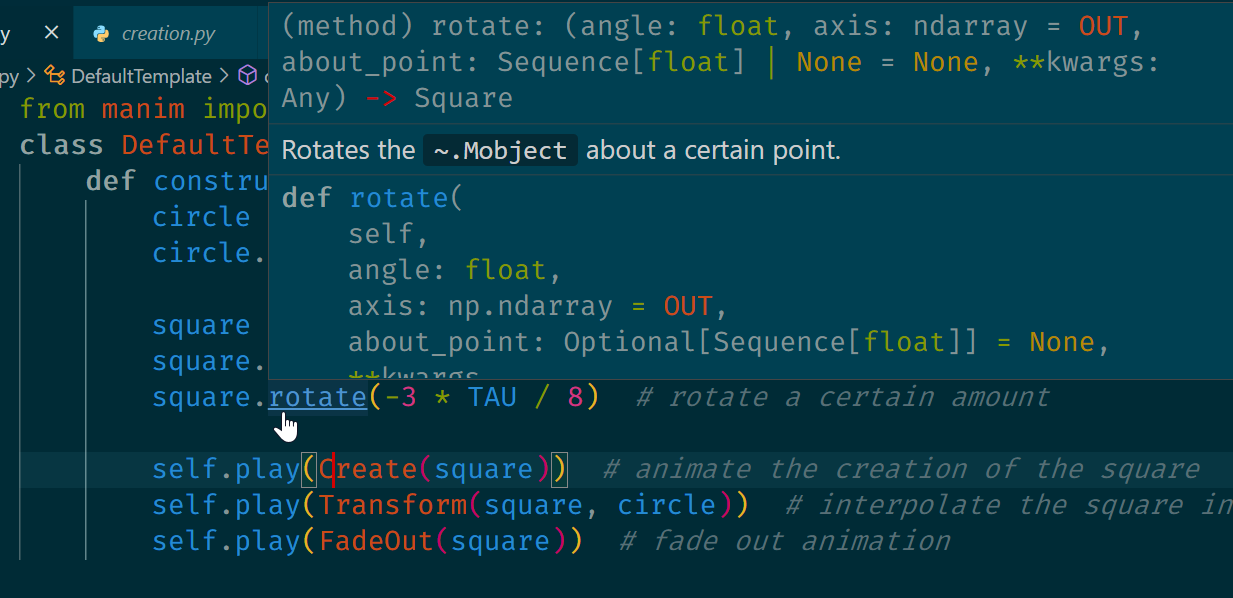 y × creation.py
py > DefaultTemplate >
(method) rotate: (angle: float, axis: ndarray = OUT,
about_point: Sequence[float] | None = None, **kwargs:
Any) -> Square
Rotates the ~.Mobject about a certain point.
def rotate(
self,
angle: float,
axis: np.ndarray = OUT,
about_point: Optional[Sequence[float]] = None,
**kwargs
from manim impo
class DefaultTe
def constru
circle
circle.
square
square.
square.rotate(-3 * TAU / 8)  # rotate a certain amount
self.play(Create(square))  # animate the creation of the square
self.play(Transform(square, circle))  # interpolate the square in
self.play(FadeOut(square))  # fade out animation